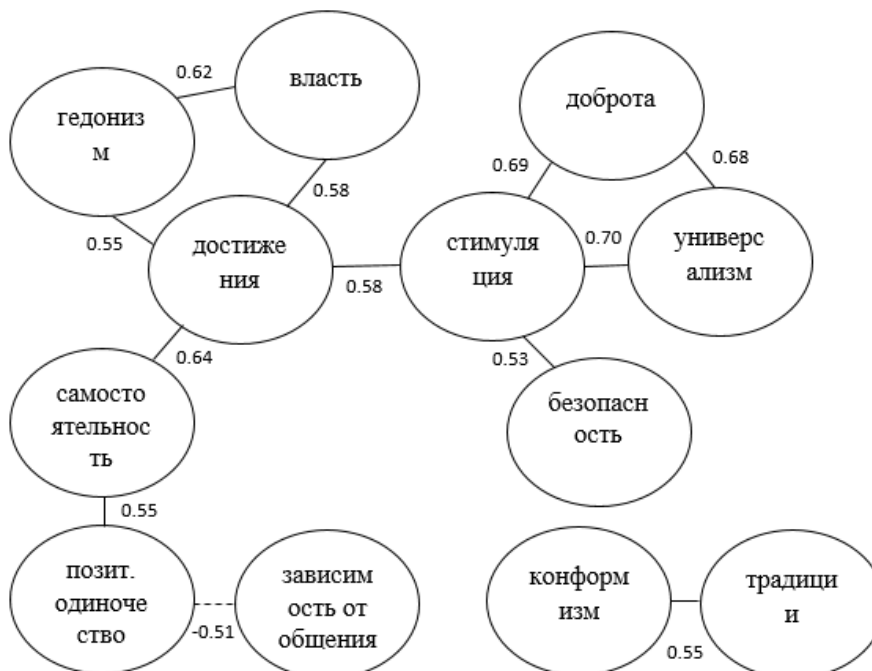 гедониз
м
0.62
власть
0.55
0.58
достиже
ния
0.58
доброта
0.69
0.68
стимуля
ция
0.70
универс
ализм
0.53
безопасн
ость
0.64
самосто
ятельнос
ть
0.55
позит.
одиноче
ство
-0.51
зависим
ость от
общения
конформ
изм
0.55
традици
и